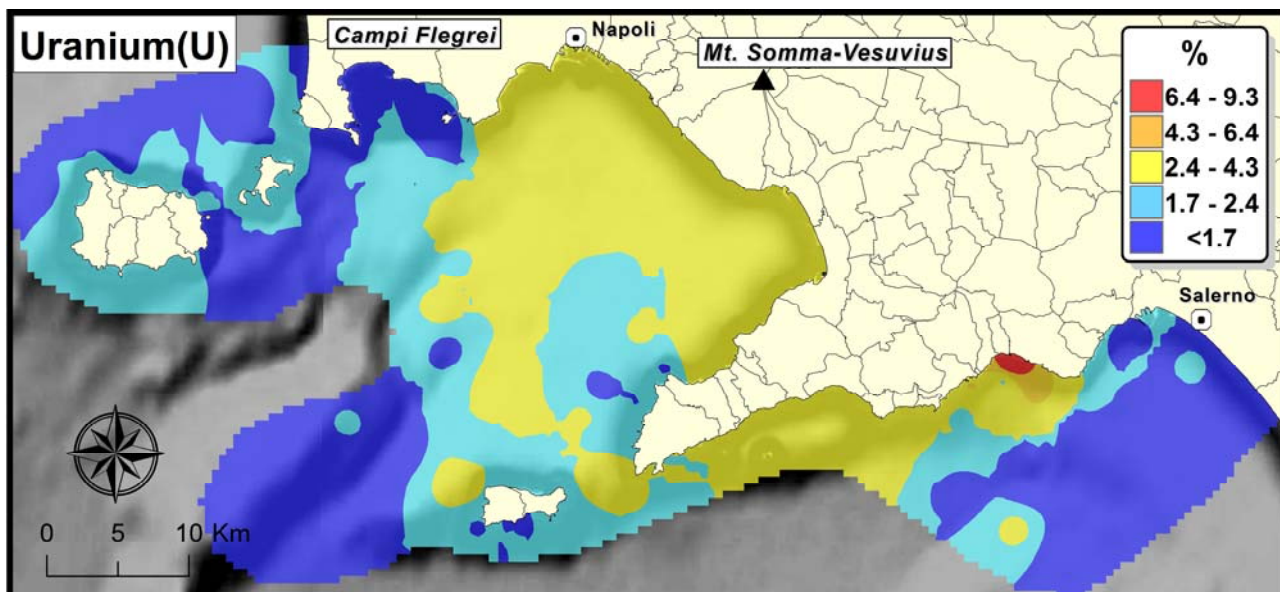 Uranium(U)
Campi Flegrei
Napoli
Mt. Somma-Vesuvius
%
6.4 - 9.3
4.3 - 6.4
2.4 - 4.3
1.7 - 2.4
<1.7
Salerno
0 5 10 Km